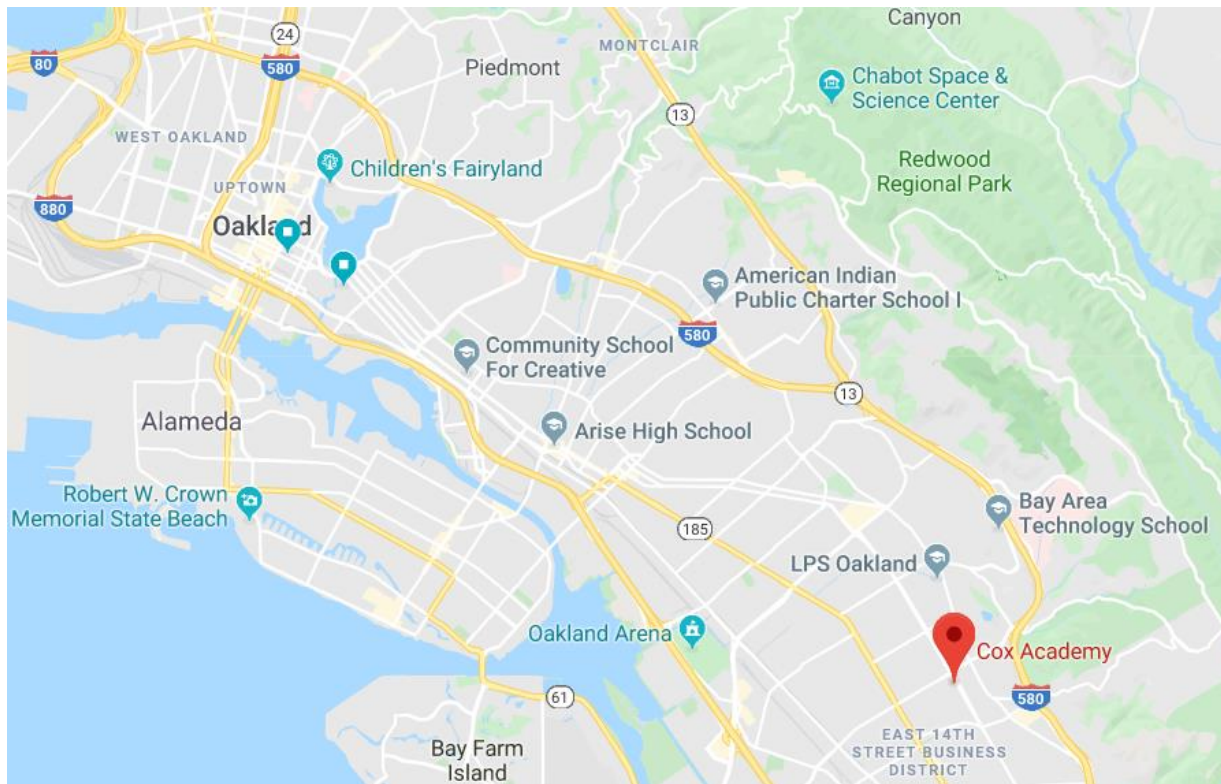 Canyon
24
MONTCLAIR
80
580
Piedmont
Chabot Space &
Science Center
13
WEST OAKLAND
Redwood
Regional Park
Children's Fairyland
UPTOWN
880
Oakland
American Indian
Public Charter School I
580
Community School
For Creative
13
Alameda
Arise High School
Robert W. Crown
Memorial State Beach
Bay Area
Technology School
185
LPS Oakland
Oakland Arena
Cox Academy
61
580
Bay Farm
Island
EAST 14TH
STREET BUSINESS
DISTRICT